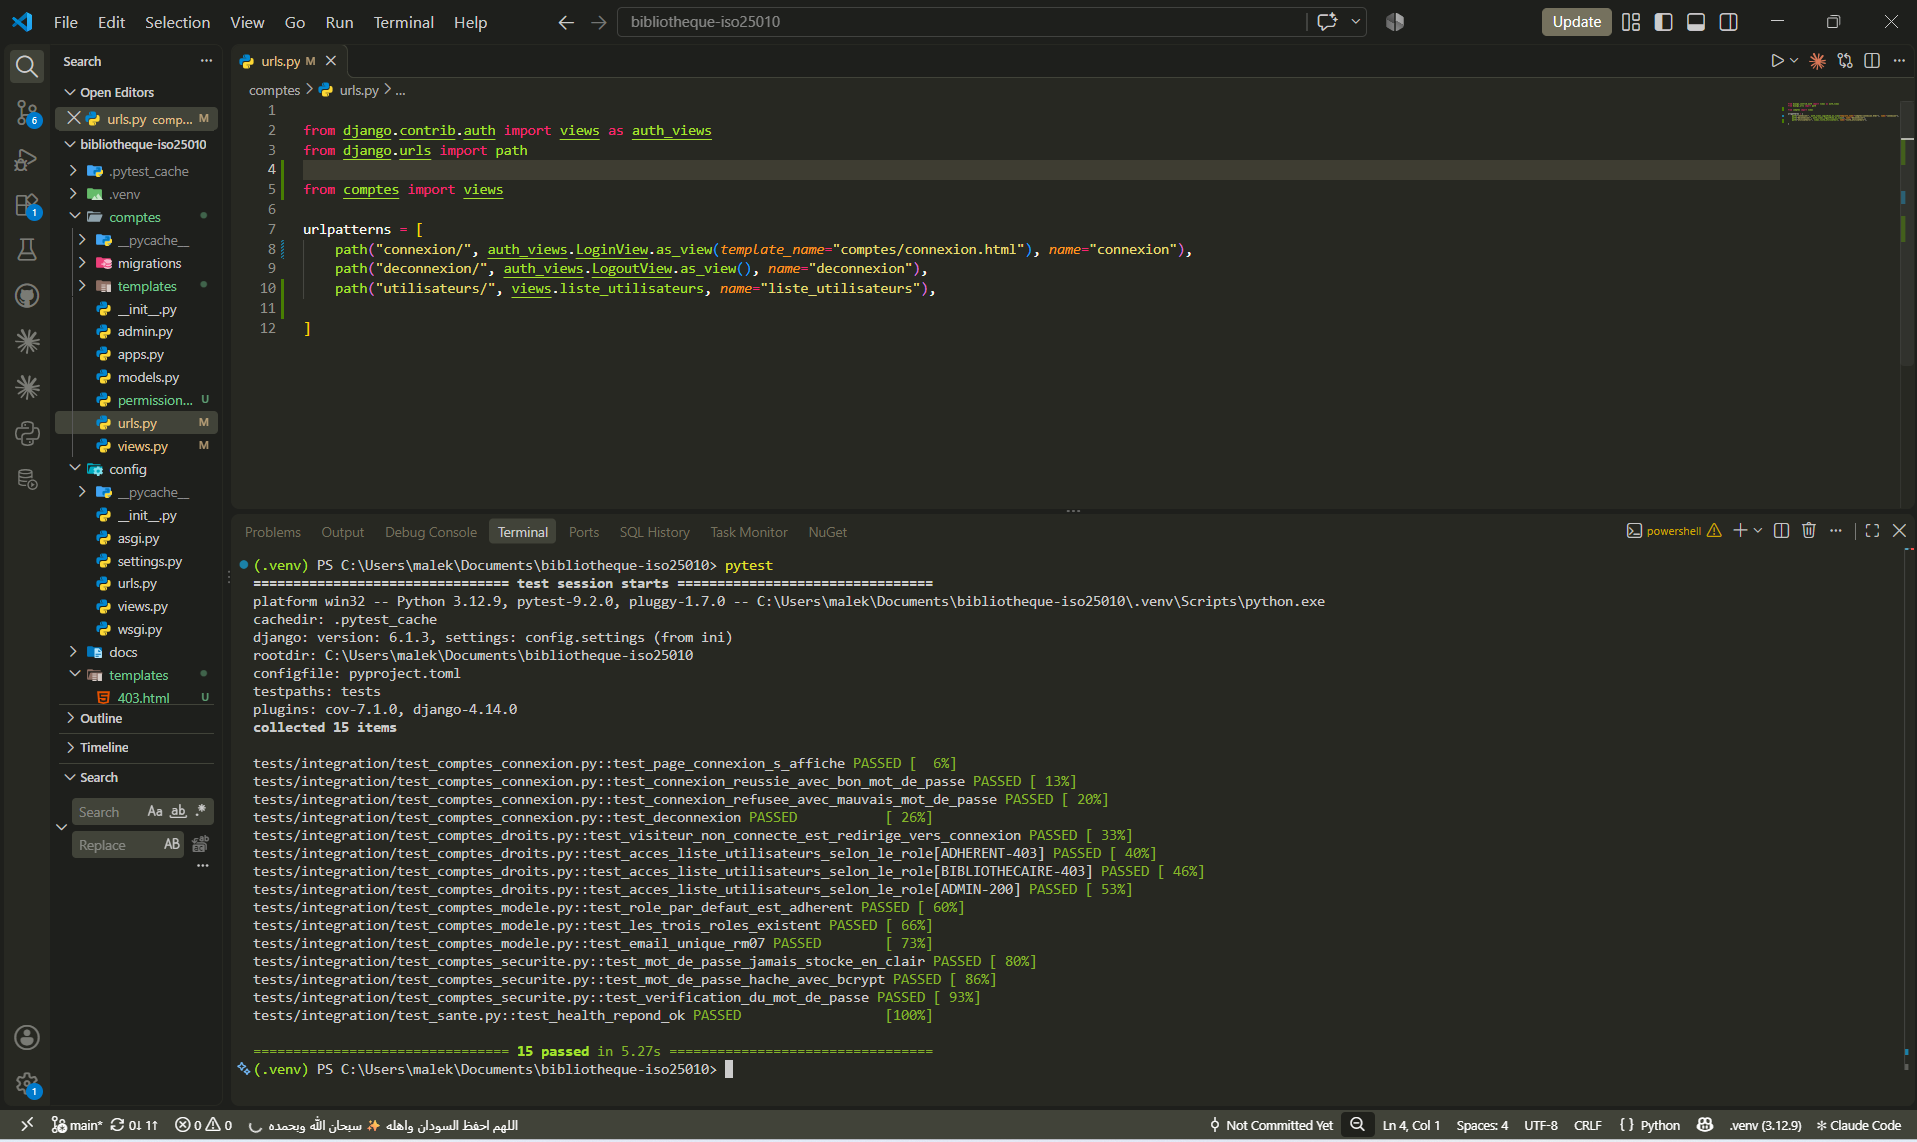 File Edit Selection View Go Run Terminal Help
bibliotheque-iso25010
Update
Search
Open Editors
urls.py comp... M
bibliotheque-iso25010
.pytest_cache
.venv
comptes
__pycache__
migrations
templates
__init__.py
admin.py
apps.py
models.py
permission... U
urls.py M
views.py M
config
__pycache__
__init__.py
asgi.py
settings.py
urls.py
views.py
wsgi.py
docs
templates
403.html U
Outline
Timeline
Search
Search Aa ab .*
Replace AB
6
1
1
urls.py M
comptes > urls.py > ...
1
2 from django.contrib.auth import views as auth_views
3 from django.urls import path
4
5 from comptes import views
6
7 urlpatterns = [
8 path("connexion/", auth_views.LoginView.as_view(template_name="comptes/connexion.html"), name="connexion"),
9 path("deconnexion/", auth_views.LogoutView.as_view(), name="deconnexion"),
10 path("utilisateurs/", views.liste_utilisateurs, name="liste_utilisateurs"),
11
12 ]
Problems Output Debug Console Terminal Ports SQL History Task Monitor NuGet
powershell
(.venv) PS C:\Users\malek\Documents\bibliotheque-iso25010> pytest
================================ test session starts ================================
platform win32 -- Python 3.12.9, pytest-9.2.0, pluggy-1.7.0 -- C:\Users\malek\Documents\bibliotheque-iso25010\.venv\Scripts\python.exe
cachedir: .pytest_cache
django: version: 6.1.3, settings: config.settings (from ini)
rootdir: C:\Users\malek\Documents\bibliotheque-iso25010
configfile: pyproject.toml
testpaths: tests
plugins: cov-7.1.0, django-4.14.0
collected 15 items
tests/integration/test_comptes_connexion.py::test_page_connexion_s_affiche PASSED [  6%]
tests/integration/test_comptes_connexion.py::test_connexion_reussie_avec_bon_mot_de_passe PASSED [ 13%]
tests/integration/test_comptes_connexion.py::test_connexion_refusee_avec_mauvais_mot_de_passe PASSED [ 20%]
tests/integration/test_comptes_connexion.py::test_deconnexion PASSED [ 26%]
tests/integration/test_comptes_droits.py::test_visiteur_non_connecte_est_redirige_vers_connexion PASSED [ 33%]
tests/integration/test_comptes_droits.py::test_acces_liste_utilisateurs_selon_le_role[ADHERENT-403] PASSED [ 40%]
tests/integration/test_comptes_droits.py::test_acces_liste_utilisateurs_selon_le_role[BIBLIOTHECAIRE-403] PASSED [ 46%]
tests/integration/test_comptes_droits.py::test_acces_liste_utilisateurs_selon_le_role[ADMIN-200] PASSED [ 53%]
tests/integration/test_comptes_modele.py::test_role_par_defaut_est_adherent PASSED [ 60%]
tests/integration/test_comptes_modele.py::test_les_trois_roles_existent PASSED [ 66%]
tests/integration/test_comptes_modele.py::test_email_unique_rm07 PASSED [ 73%]
tests/integration/test_comptes_securite.py::test_mot_de_passe_jamais_stocke_en_clair PASSED [ 80%]
tests/integration/test_comptes_securite.py::test_mot_de_passe_hache_avec_bcrypt PASSED [ 86%]
tests/integration/test_comptes_securite.py::test_verification_du_mot_de_passe PASSED [ 93%]
tests/integration/test_sante.py::test_health_repond_ok PASSED [100%]
================================ 15 passed in 5.27s =================================
(.venv) PS C:\Users\malek\Documents\bibliotheque-iso25010>
main* 0↓ 1↑ 0 0 اللهم احفظ السودان واهله ✨ سبحان الله وبحمده Not Committed Yet Ln 4, Col 1 Spaces: 4 UTF-8 CRLF { } Python .venv (3.12.9) Claude Code